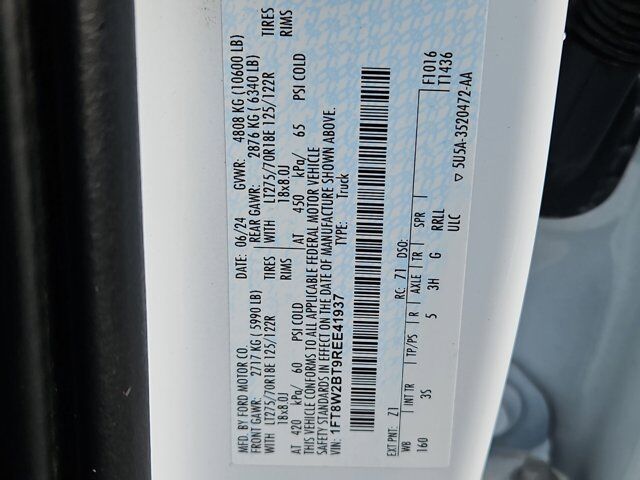 MFD. BY FORD MOTOR CO.
DATE: 06/24 GVWR: 4808 KG (10600 LB)
FRONT GAWR: 2717 KG ( 5990 LB) REAR GAWR: 2876 KG ( 6340 LB)
WITH LT275/70R18E 125/122R TIRES WITH LT275/70R18E 125/122R TIRES
18x8.0J RIMS 18x8.0J RIMS
AT 420 kPa/ 60 PSI COLD AT 450 kPa/ 65 PSI COLD
THIS VEHICLE CONFORMS TO ALL APPLICABLE FEDERAL MOTOR VEHICLE
SAFETY STANDARDS IN EFFECT ON THE DATE OF MANUFACTURE SHOWN ABOVE.
VIN: 1FT8W2BT9REE41937 TYPE: Truck
EXT PNT: Z1 RC: 71 DSO: F1016
WB INT TR TP/PS R AXLE TR SPR T1436
160 3S 5 3H G RRLL
ULC ▽ 5U5A-3520472-AA